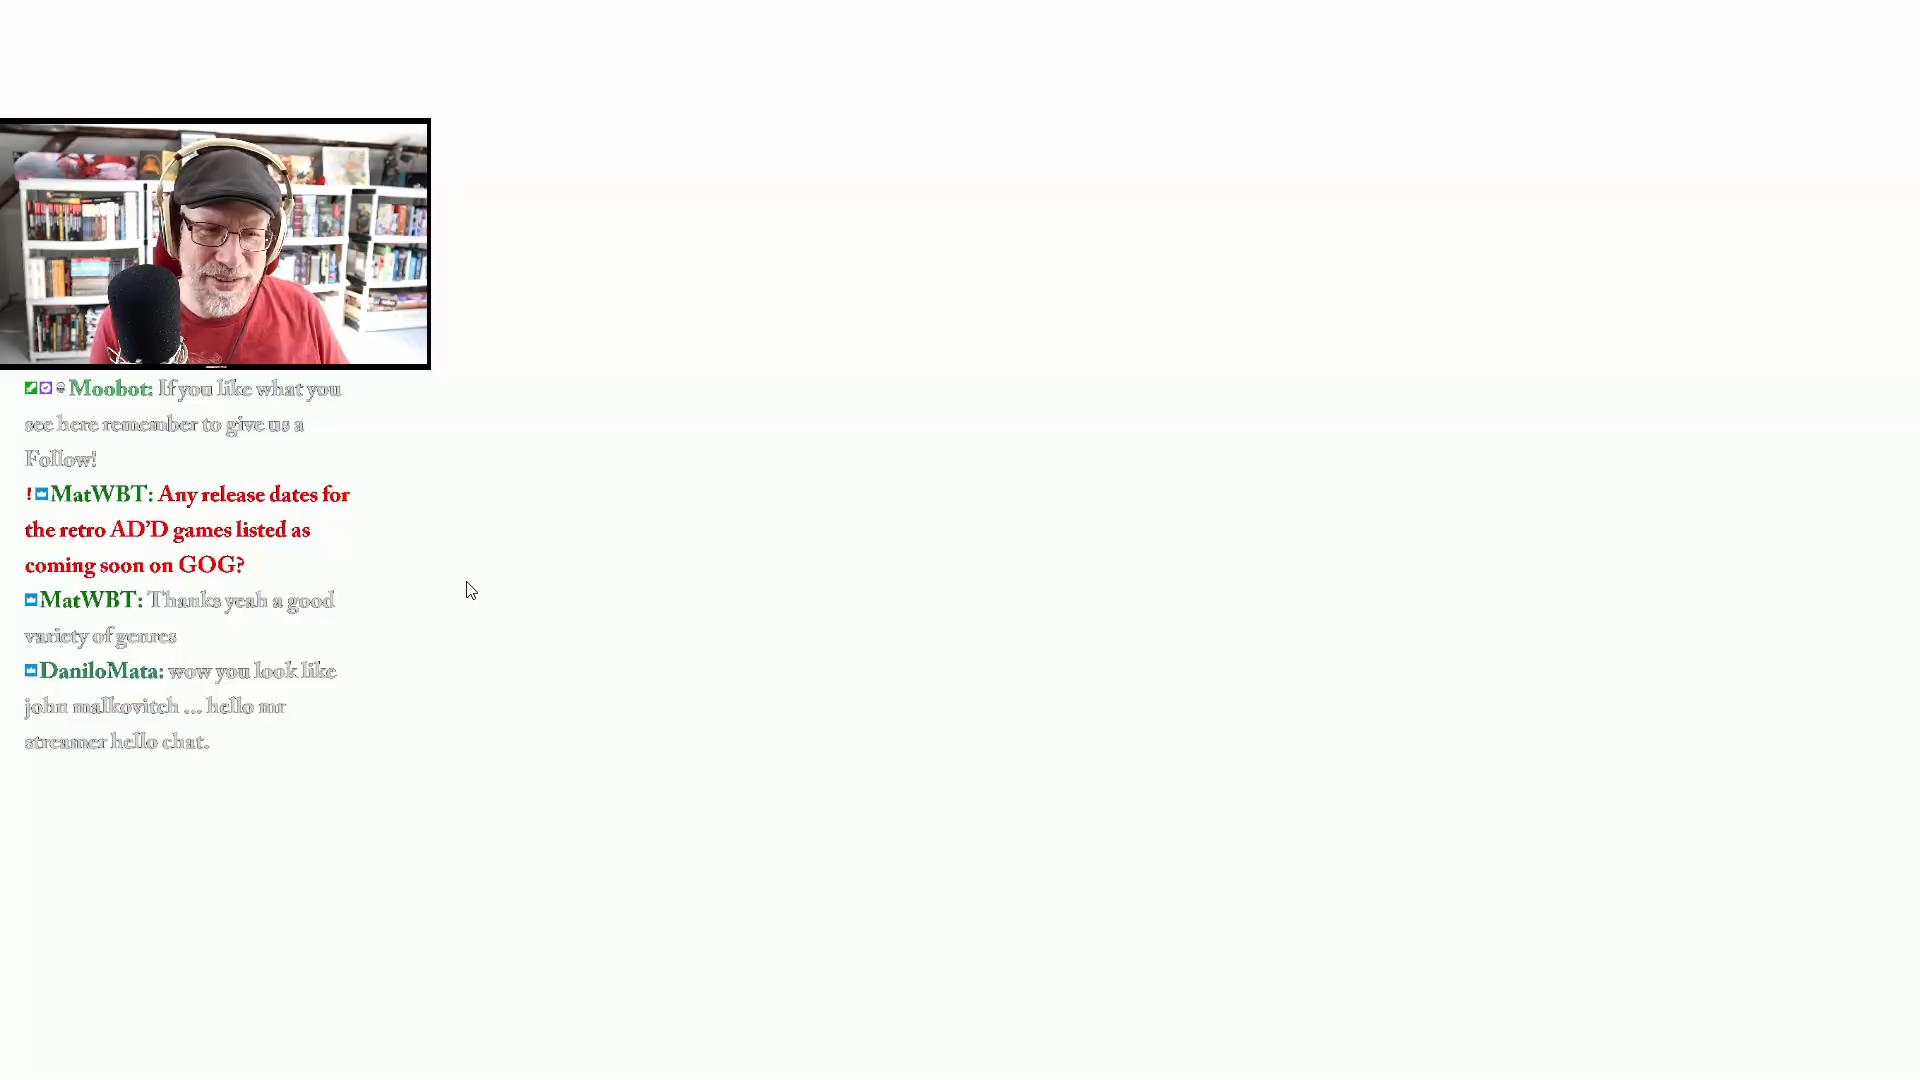 Moobot: If you like what you
see here remember to give us a
Follow!
! MatWBT: Any release dates for
the retro AD'D games listed as
coming soon on GOG?
MatWBT: Thanks yeah a good
variety of genres
DaniloMata: wow you look like
john malkovitch ... hello mr
streamer hello chat.